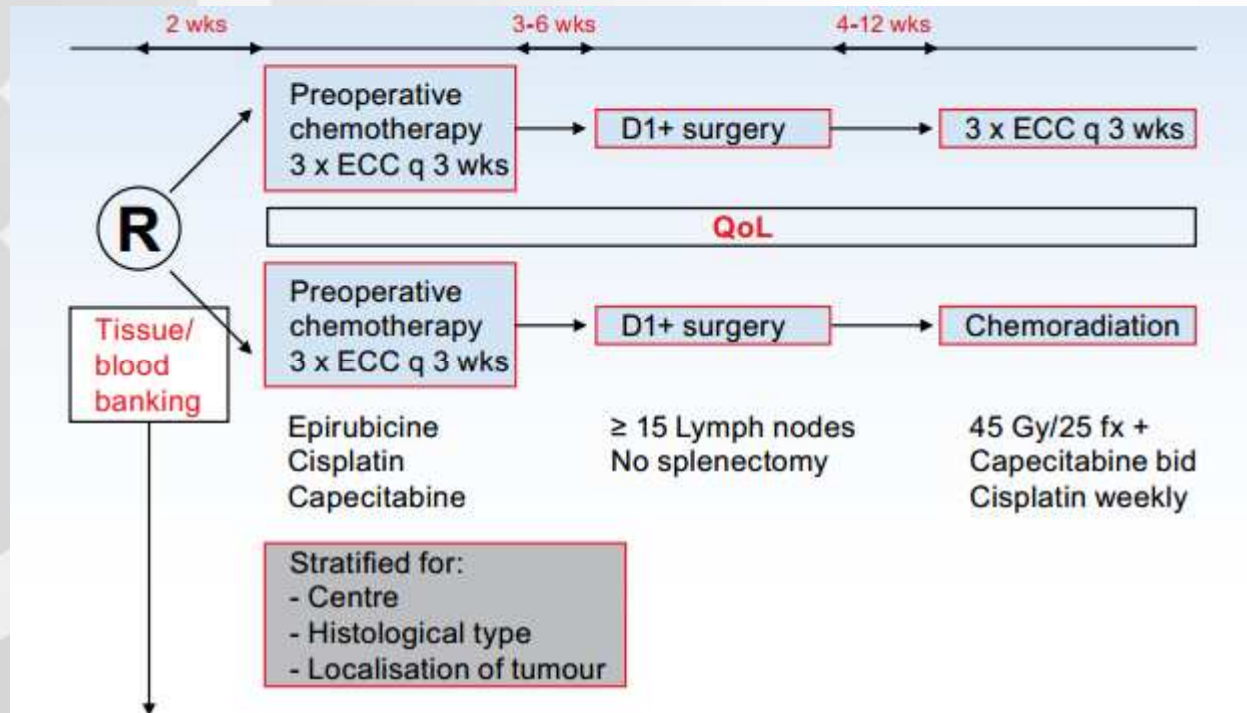 2 wks
3-6 wks
4-12 wks
Preoperative
chemotherapy
3 x ECC q 3 wks
D1+ surgery
3 x ECC q 3 wks
R
QoL
Preoperative
chemotherapy
3 x ECC q 3 wks
D1+ surgery
Chemoradiation
Tissue/
blood
banking
Epirubicine
Cisplatin
Capecitabine
≥ 15 Lymph nodes
No splenectomy
45 Gy/25 fx +
Capecitabine bid
Cisplatin weekly
Stratified for:
- Centre
- Histological type
- Localisation of tumour